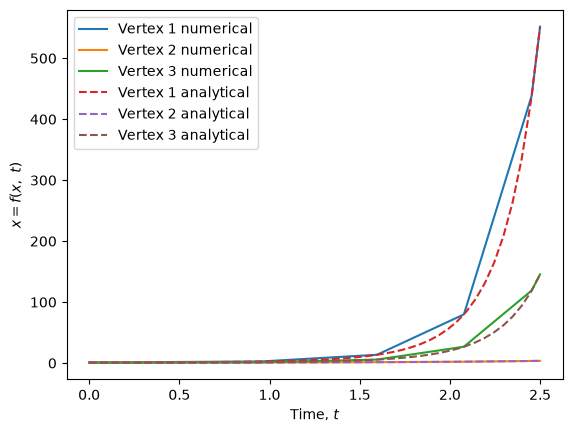 Vertex 1 numerical
Vertex 2 numerical
Vertex 3 numerical
Vertex 1 analytical
Vertex 2 analytical
Vertex 3 analytical
500
400
300
200
100
0
x = f(x, t)
0.0 0.5 1.0 1.5 2.0 2.5
Time, t